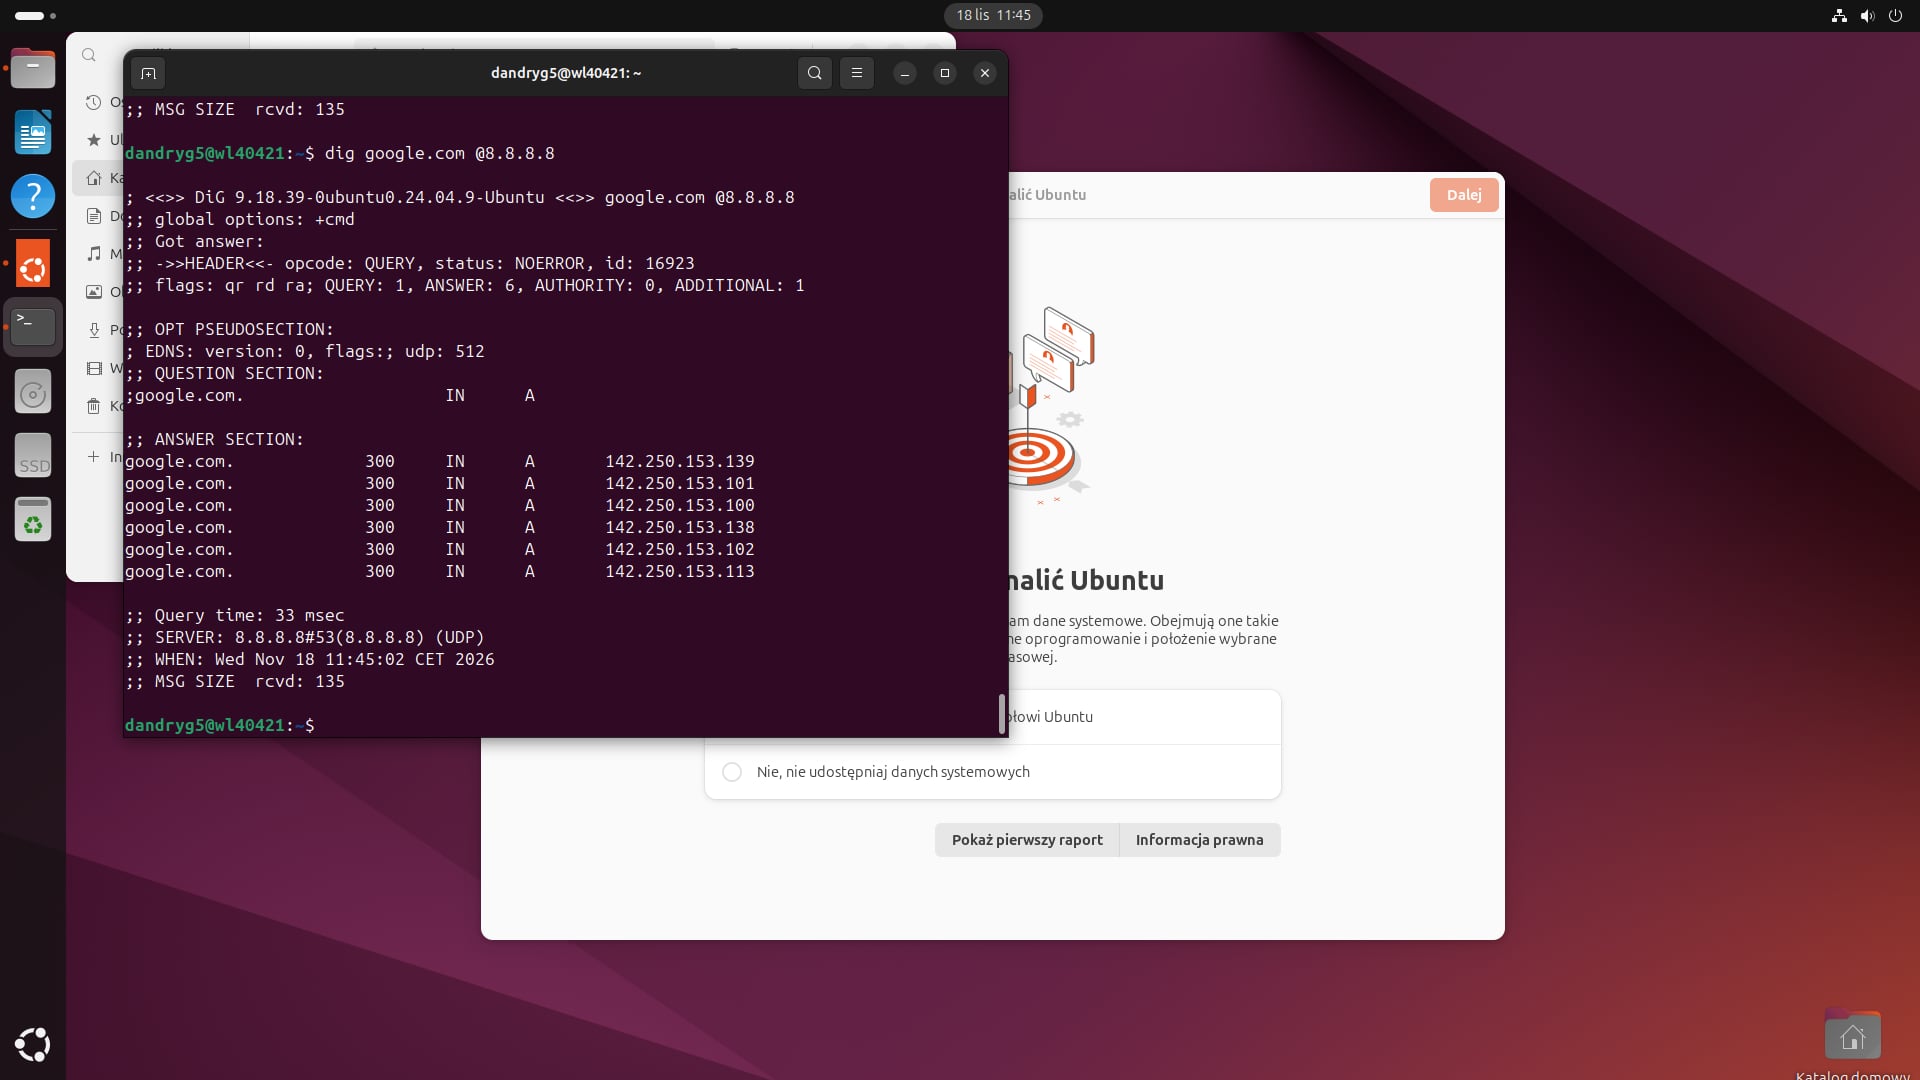 18 lis 11:45
dandryg5@wl40421: ~
;; MSG SIZE  rcvd: 135
dandryg5@wl40421:~$ dig google.com @8.8.8.8
; <<>> DiG 9.18.39-0ubuntu0.24.04.9-Ubuntu <<>> google.com @8.8.8.8
;; global options: +cmd
;; Got answer:
;; ->>HEADER<<- opcode: QUERY, status: NOERROR, id: 16923
;; flags: qr rd ra; QUERY: 1, ANSWER: 6, AUTHORITY: 0, ADDITIONAL: 1
;; OPT PSEUDOSECTION:
; EDNS: version: 0, flags:; udp: 512
;; QUESTION SECTION:
;google.com. IN A
;; ANSWER SECTION:
google.com. 300 IN A 142.250.153.139
google.com. 300 IN A 142.250.153.101
google.com. 300 IN A 142.250.153.100
google.com. 300 IN A 142.250.153.138
google.com. 300 IN A 142.250.153.102
google.com. 300 IN A 142.250.153.113
;; Query time: 33 msec
;; SERVER: 8.8.8.8#53(8.8.8.8) (UDP)
;; WHEN: Wed Nov 18 11:45:02 CET 2026
;; MSG SIZE  rcvd: 135
dandryg5@wl40421:~$
alić Ubuntu
Dalej
nalić Ubuntu
am dane systemowe. Obejmują one takie
ne oprogramowanie i położenie wybrane
asowej.
ołowi Ubuntu
Nie, nie udostępniaj danych systemowych
Pokaż pierwszy raport
Informacja prawna
SSD
Katalog domowy